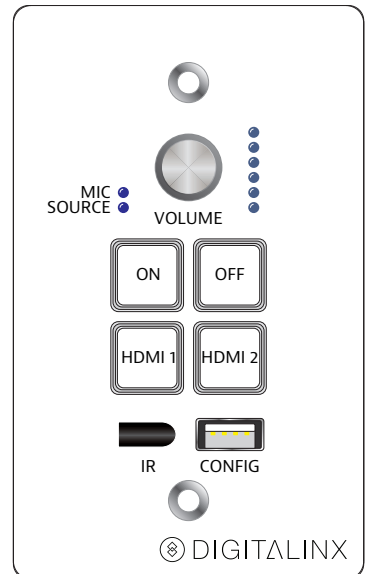 MIC
SOURCE
VOLUME
ON OFF
HDMI 1 HDMI 2
IR CONFIG
DIGITALINX